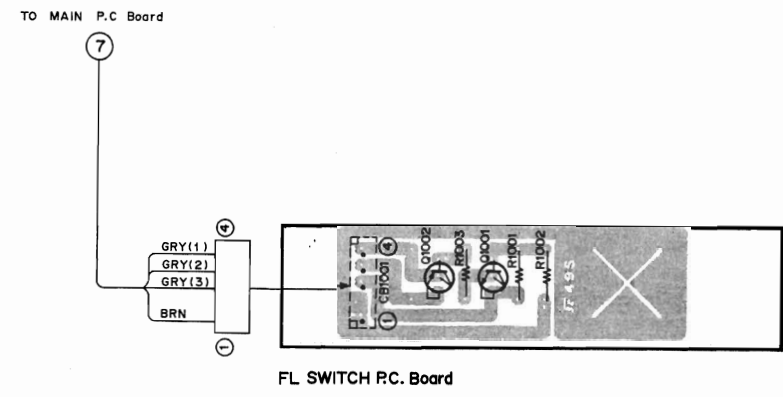 TO MAIN P.C Board
7
GRY(1)
GRY(2)
GRY(3)
BRN
4
1
CB1001
4
1
Q1002
R1003
Q1001
R1001
R1002
FL SWITCH P.C. Board